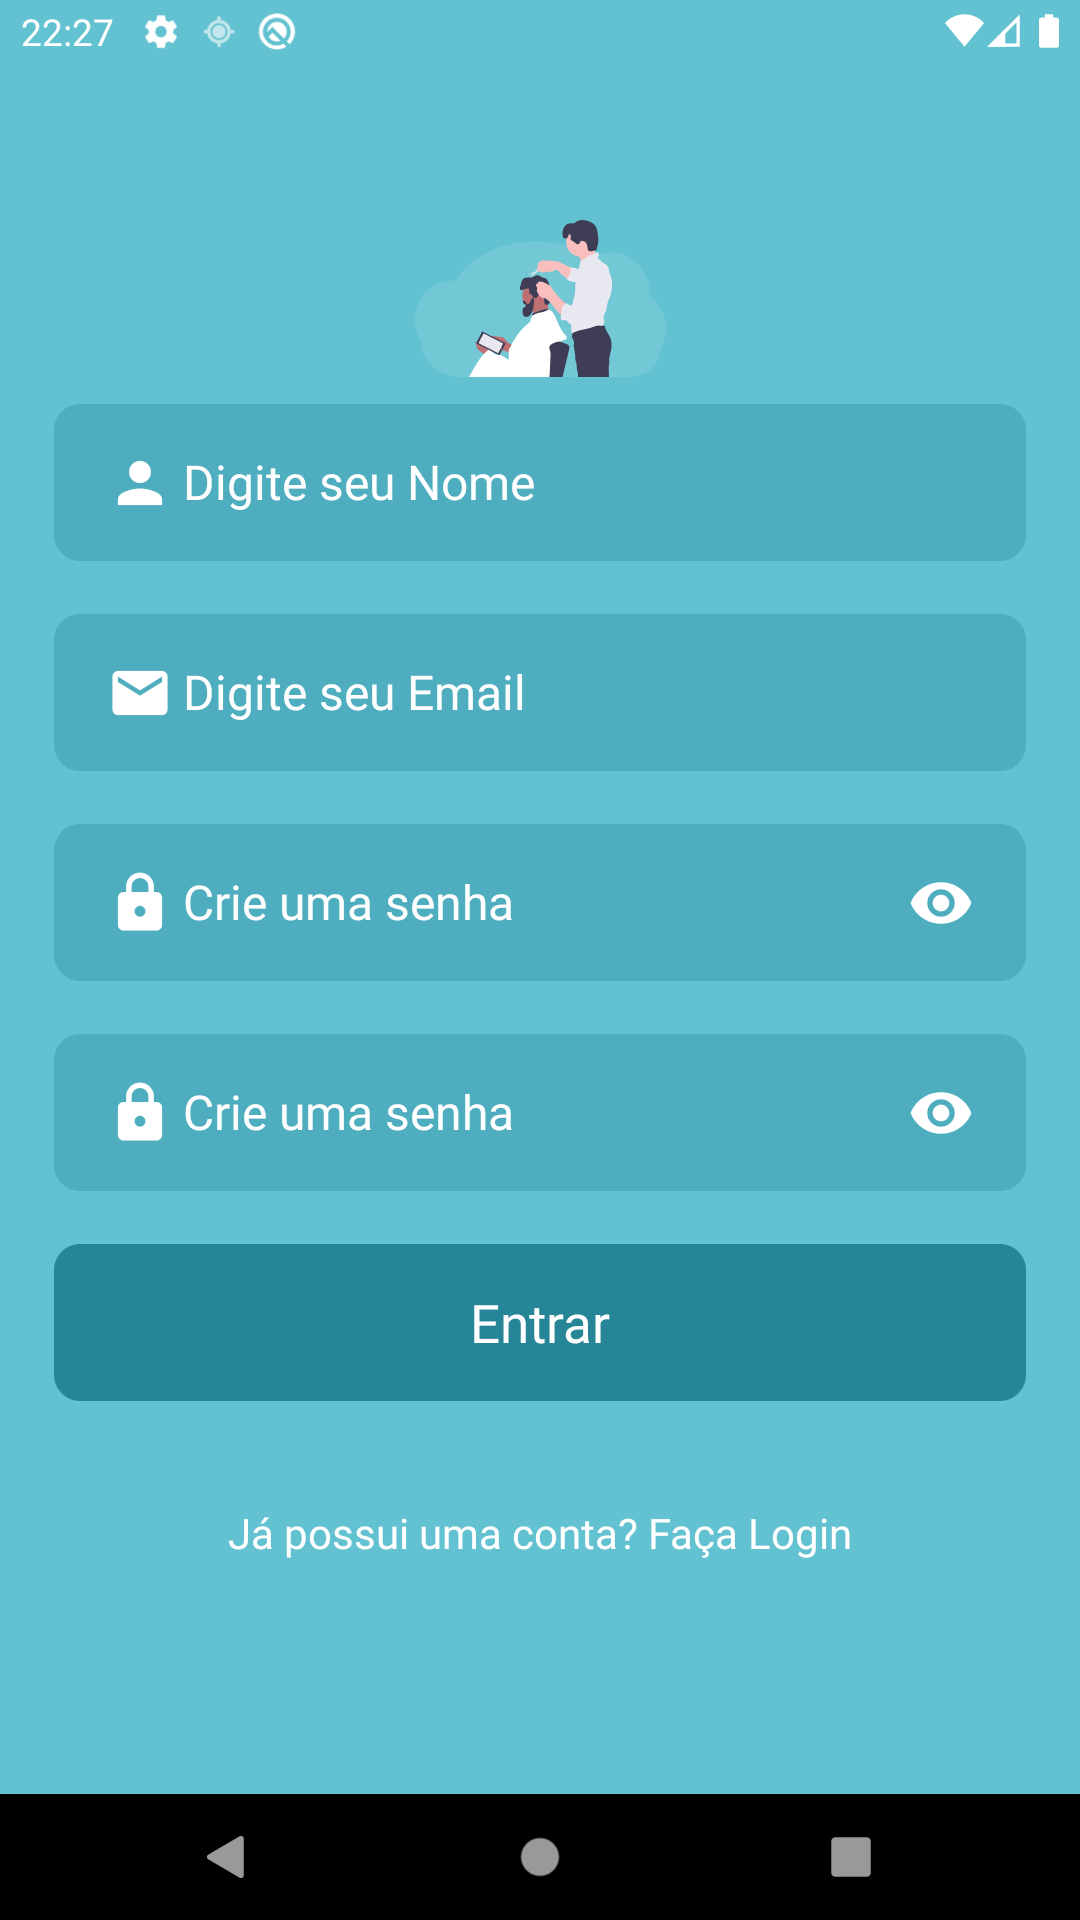 22:27
Digite seu Nome
Digite seu Email
Crie uma senha
Crie uma senha
Entrar
Já possui uma conta? Faça Login